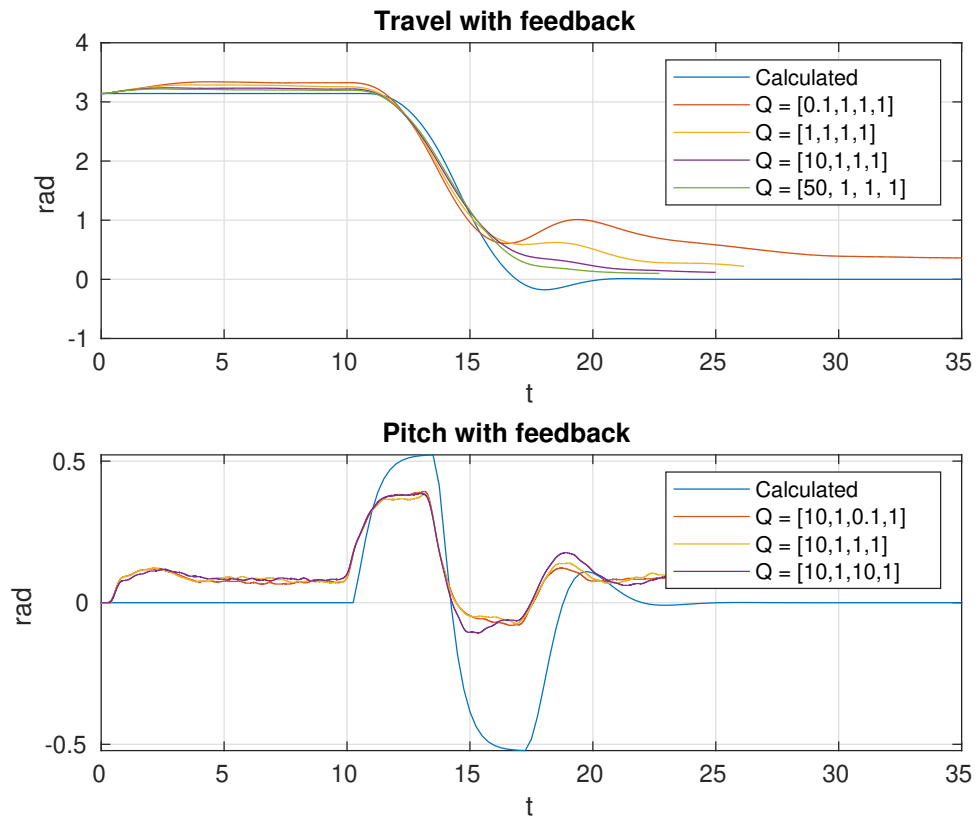 Travel with feedback
4
3
2
1
0
-1
rad
Calculated
Q = [0.1,1,1,1]
Q = [1,1,1,1]
Q = [10,1,1,1]
Q = [50, 1, 1, 1]
0 5 10 15 20 25 30 35
t
Pitch with feedback
0.5
0
-0.5
rad
Calculated
Q = [10,1,0.1,1]
Q = [10,1,1,1]
Q = [10,1,10,1]
0 5 10 15 20 25 30 35
t